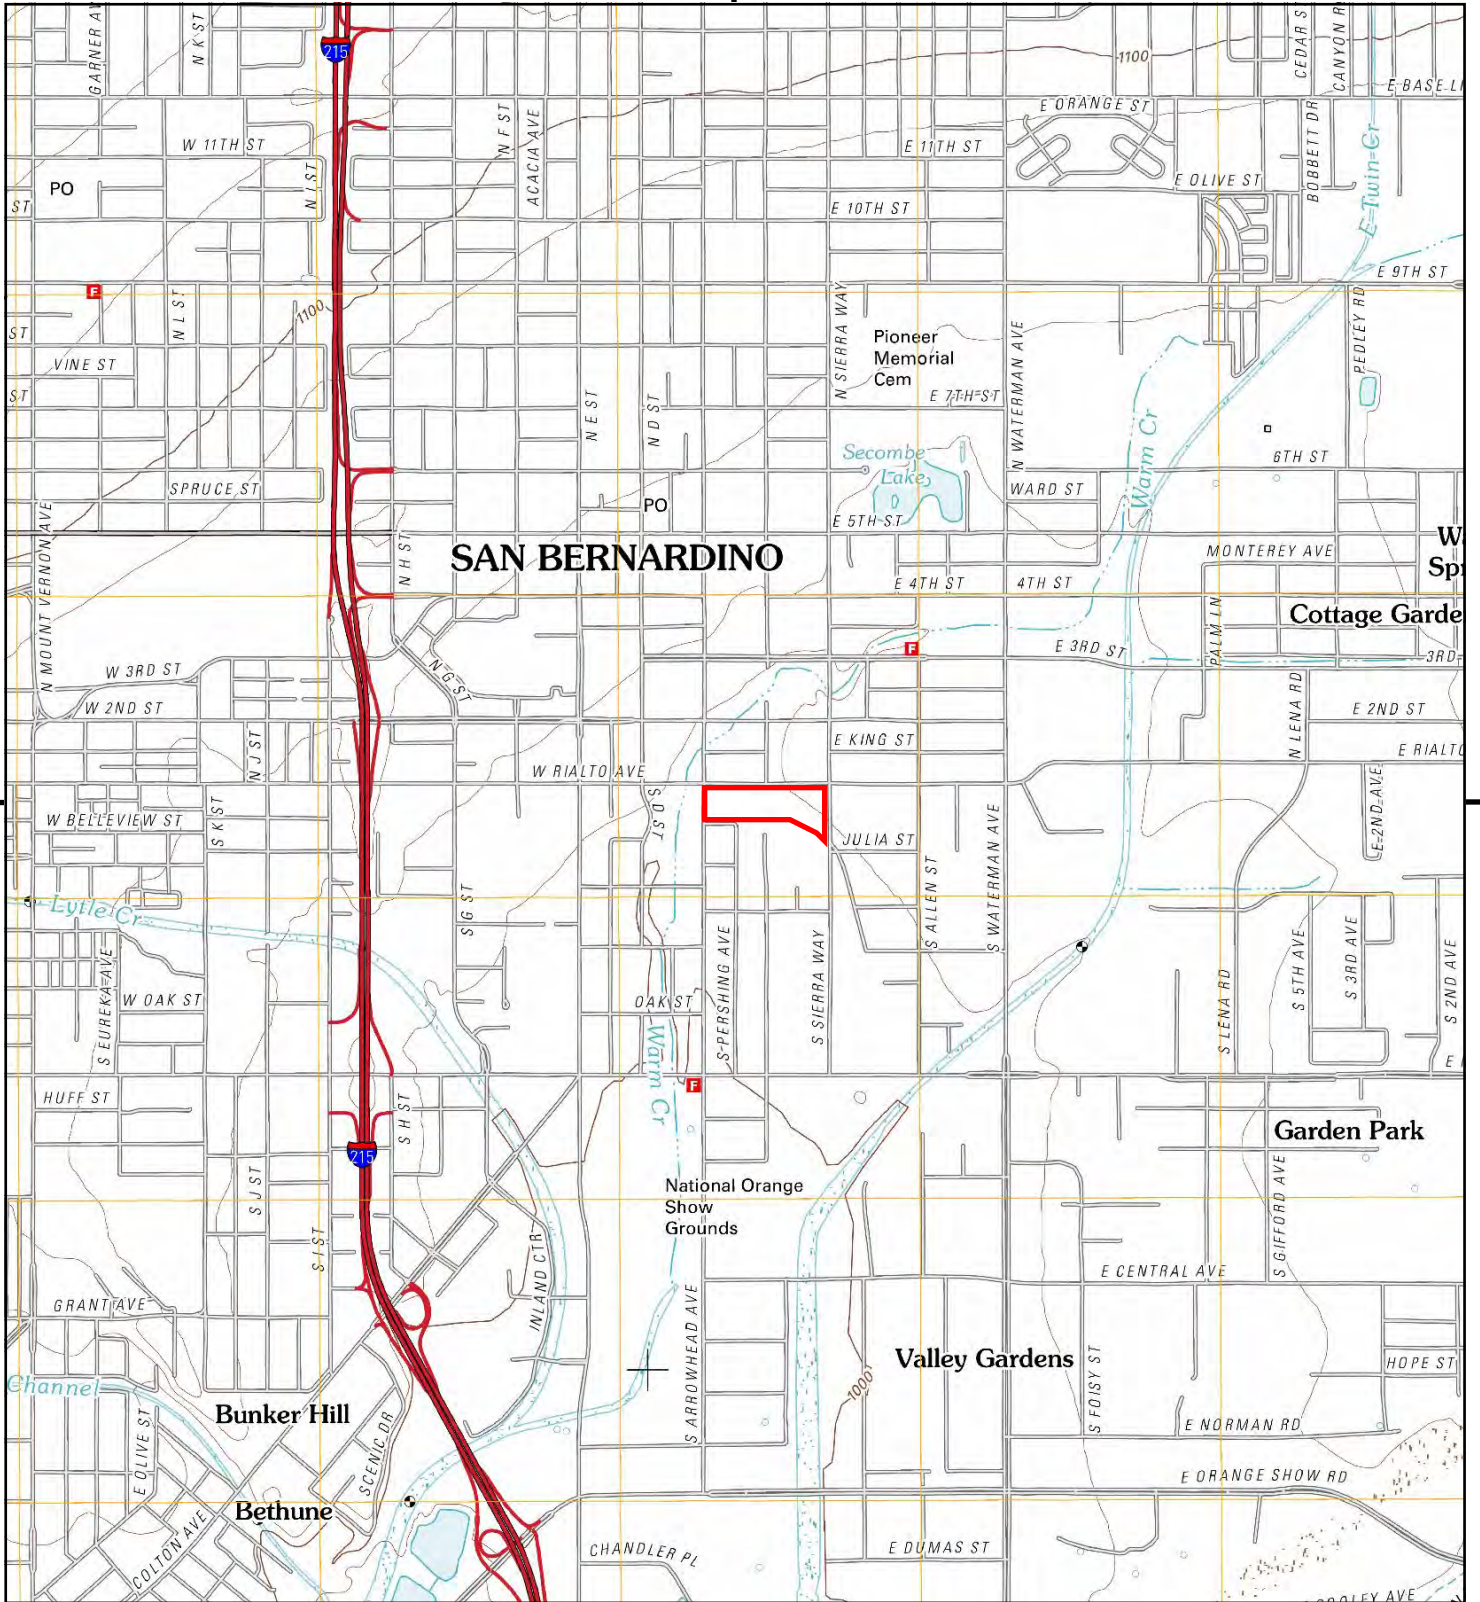 215
GARNER AV
N K ST
CEDAR S
CANYON R
1100
E BASE LI
E ORANGE ST
BOBBETT DR
W 11TH ST
N F ST
ACACIA AVE
E 11TH ST
E Twin Cr
PO
N I ST
E OLIVE ST
ST
E 10TH ST
E 9TH ST
N L ST
1100
N SIERRA WAY
Pioneer
Memorial
Cem
N WATERMAN AVE
PEDLEY RD
ST
VINE ST
ST
N E ST
N D ST
E 7TH ST
Warm Cr
Secombe
Lake
6TH ST
SPRUCE ST
PO
WARD ST
E 5TH ST
N MOUNT VERNON AVE
N H ST
SAN BERNARDINO
MONTEREY AVE
W
Spr
E 4TH ST
4TH ST
PALM LN
Cottage Garde
F
W 3RD ST
N G ST
E 3RD ST
3RD
W 2ND ST
N LENA RD
E 2ND ST
N J ST
E KING ST
E RIALTO
W RIALTO AVE
S D ST
W BELLEVIEW ST
S K ST
JULIA ST
S WATERMAN AVE
E 2ND AVE
Lytle Cr
S G ST
S ALLEN ST
S EUREKA AVE
W OAK ST
OAK ST
S PERSHING AVE
S SIERRA WAY
S LENA RD
S 5TH AVE
S 3RD AVE
S 2ND AVE
Warm Cr
F
E
HUFF ST
S H ST
Garden Park
215
S J ST
National Orange
Show
Grounds
S GIFFORD AVE
S I ST
INLAND CTR
E CENTRAL AVE
GRANT AVE
S ARROWHEAD AVE
Valley Gardens
S FOISY ST
HOPE ST
Channel
1000
Bunker Hill
E OLIVE ST
SCENIC DR
E NORMAN RD
E ORANGE SHOW RD
Bethune
COLTON AVE
CHANDLER PL
E DUMAS ST
F